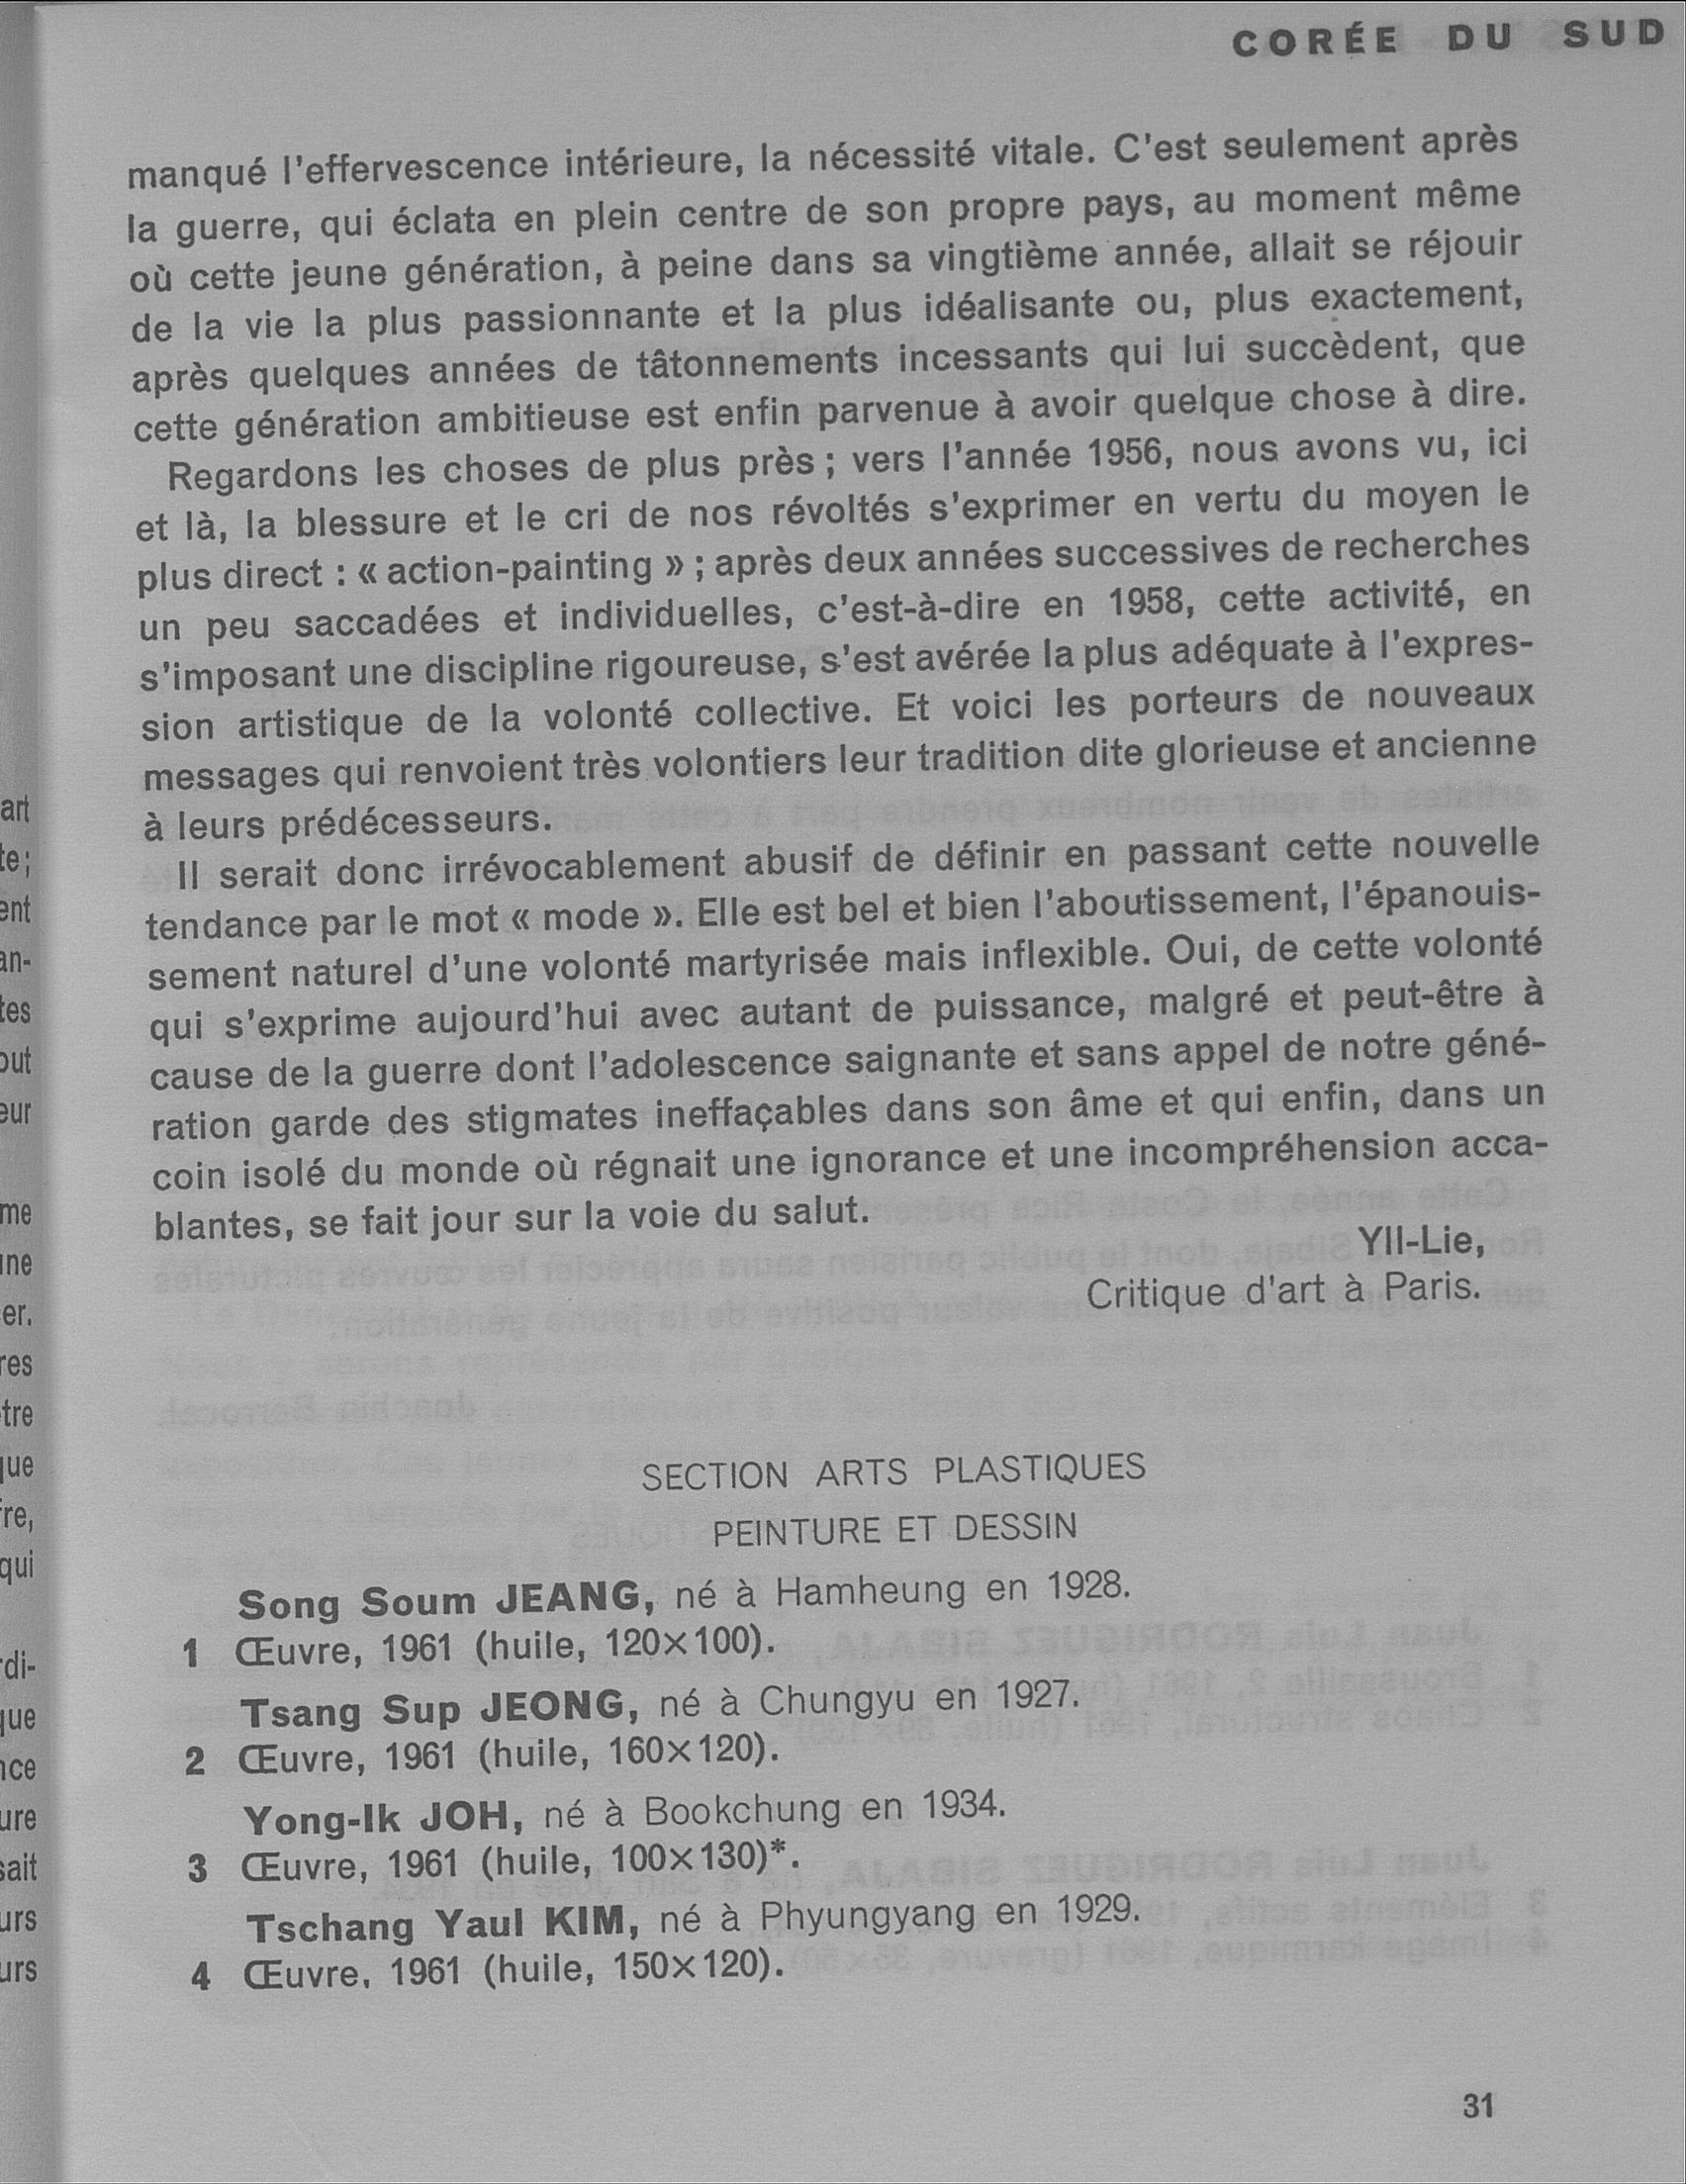 CORÉE DU SUD
manqué l'effervescence intérieure, la nécessité vitale. C'est seulement après
la guerre, qui éclata en plein centre de son propre pays, au moment même
où cette jeune génération, à peine dans sa vingtième année, allait se réjouir
de la vie la plus passionnante et la plus idéalisante ou, plus exactement,
après quelques années de tâtonnements incessants qui lui succèdent, que
cette génération ambitieuse est enfin parvenue à avoir quelque chose à dire.
Regardons les choses de plus près ; vers l'année 1956, nous avons vu, ici
et là, la blessure et le cri de nos révoltés s'exprimer en vertu du moyen le
plus direct : « action-painting » ; après deux années successives de recherches
un peu saccadées et individuelles, c'est-à-dire en 1958, cette activité, en
s'imposant une discipline rigoureuse, s'est avérée la plus adéquate à l'expres-
sion artistique de la volonté collective. Et voici les porteurs de nouveaux
messages qui renvoient très volontiers leur tradition dite glorieuse et ancienne
à leurs prédécesseurs.
Il serait donc irrévocablement abusif de définir en passant cette nouvelle
tendance par le mot « mode ». Elle est bel et bien l'aboutissement, l'épanouis-
sement naturel d'une volonté martyrisée mais inflexible. Oui, de cette volonté
qui s'exprime aujourd'hui avec autant de puissance, malgré et peut-être à
cause de la guerre dont l'adolescence saignante et sans appel de notre géné-
ration garde des stigmates ineffaçables dans son âme et qui enfin, dans un
coin isolé du monde où régnait une ignorance et une incompréhension acca-
blantes, se fait jour sur la voie du salut.
Yll-Lie,
Critique d'art à Paris.
SECTION ARTS PLASTIQUES
PEINTURE ET DESSIN
Song Soum JEANG, né à Hamheung en 1928.
1 Œuvre, 1961 (huile, 120×100).
Tsang Sup JEONG, né à Chungyu en 1927.
2 Œuvre, 1961 (huile, 160×120).
Yong-Ik JOH, né à Bookchung en 1934.
3 Œuvre, 1961 (huile, 100×130)*.
Tschang Yaul KIM, né à Phyungyang en 1929.
4 Œuvre, 1961 (huile, 150×120).
31